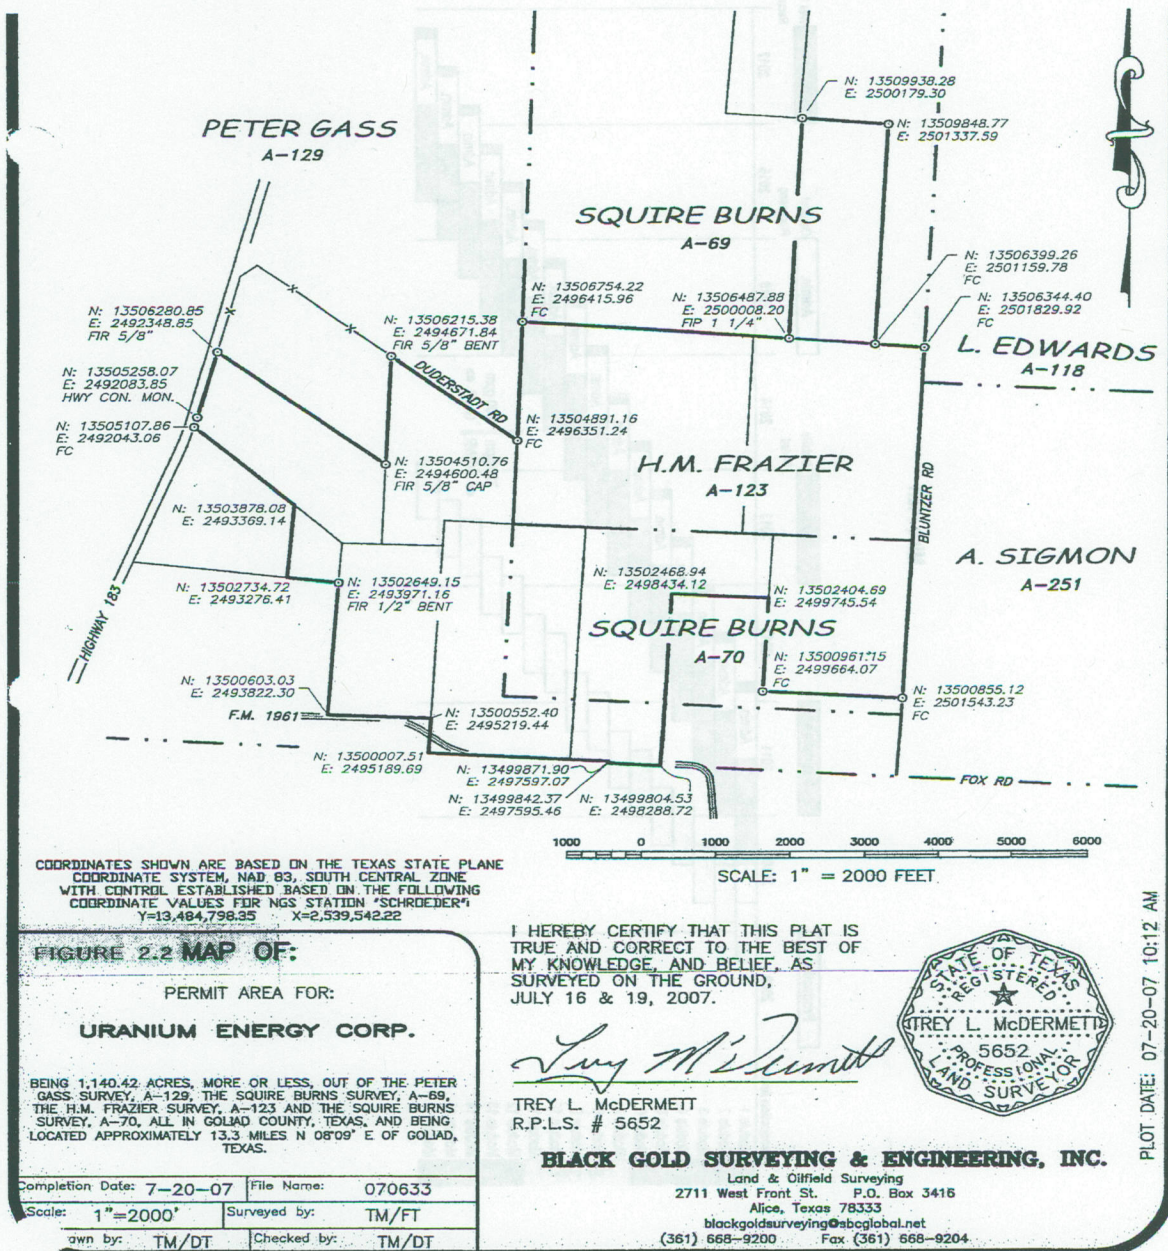 N: 13509938.28
E: 2500179.30
N: 13509848.77
E: 2501337.59
PETER GASS
A-129
SQUIRE BURNS
A-69
N: 13506399.26
E: 2501159.78
FC
N: 13506754.22
E: 2496415.96
FC
N: 13506487.88
E: 2500008.20
FIP 1 1/4"
N: 13506344.40
E: 2501829.92
FC
N: 13506280.85
E: 2492348.85
FIR 5/8"
N: 13506215.38
E: 2494671.84
FIR 5/8" BENT
L. EDWARDS
A-118
DUDERSTADT RD
N: 13505258.07
E: 2492083.85
HWY CON. MON.
N: 13505107.86
E: 2492043.06
FC
N: 13504891.16
E: 2496351.24
FC
N: 13504510.76
E: 2494600.48
FIR 5/8" CAP
H.M. FRAZIER
A-123
BLUNTZER RD
N: 13503878.08
E: 2493369.14
A. SIGMON
A-251
N: 13502734.72
E: 2493276.41
N: 13502649.15
E: 2493971.16
FIR 1/2" BENT
N: 13502468.94
E: 2498434.12
N: 13502404.69
E: 2499745.54
HIGHWAY 183
SQUIRE BURNS
A-70
N: 13500961.15
E: 2499664.07
FC
N: 13500603.03
E: 2493822.30
F.M. 1961
N: 13500552.40
E: 2495219.44
N: 13500855.12
E: 2501543.23
FC
N: 13500007.51
E: 2495189.69
N: 13499871.90
E: 2497597.07
FOX RD
N: 13499842.37
E: 2497595.46
N: 13499804.53
E: 2498288.72
1000 0 1000 2000 3000 4000 5000 6000
SCALE: 1" = 2000 FEET
COORDINATES SHOWN ARE BASED ON THE TEXAS STATE PLANE
COORDINATE SYSTEM, NAD 83, SOUTH CENTRAL ZONE
WITH CONTROL ESTABLISHED BASED ON THE FOLLOWING
COORDINATE VALUES FOR NGS STATION "SCHROEDER":
Y=13,484,798.35 X=2,539,542.22
FIGURE 2.2 MAP OF:
PERMIT AREA FOR:
URANIUM ENERGY CORP.
BEING 1,140.42 ACRES, MORE OR LESS, OUT OF THE PETER
GASS SURVEY, A-129, THE SQUIRE BURNS SURVEY, A-69,
THE H.M. FRAZIER SURVEY, A-123 AND THE SQUIRE BURNS
SURVEY, A-70, ALL IN GOLIAD COUNTY, TEXAS, AND BEING
LOCATED APPROXIMATELY 13.3 MILES N 08°09' E OF GOLIAD,
TEXAS.
Completion Date: 7-20-07 File Name: 070633
Scale: 1"=2000' Surveyed by: TM/FT
awn by: TM/DT Checked by: TM/DT
I HEREBY CERTIFY THAT THIS PLAT IS
TRUE AND CORRECT TO THE BEST OF
MY KNOWLEDGE, AND BELIEF, AS
SURVEYED ON THE GROUND,
JULY 16 & 19, 2007.
Trey McDermett
TREY L. McDERMETT
R.P.L.S. # 5652
STATE OF TEXAS
REGISTERED
TREY L. McDERMETT
5652
PROFESSIONAL
LAND SURVEYOR
BLACK GOLD SURVEYING & ENGINEERING, INC.
Land & Oilfield Surveying
2711 West Front St. P.O. Box 3416
Alice, Texas 78333
blackgoldsurveying@sbcglobal.net
(361) 668-9200 Fax (361) 668-9204
PLOT DATE: 07-20-07 10:12 AM